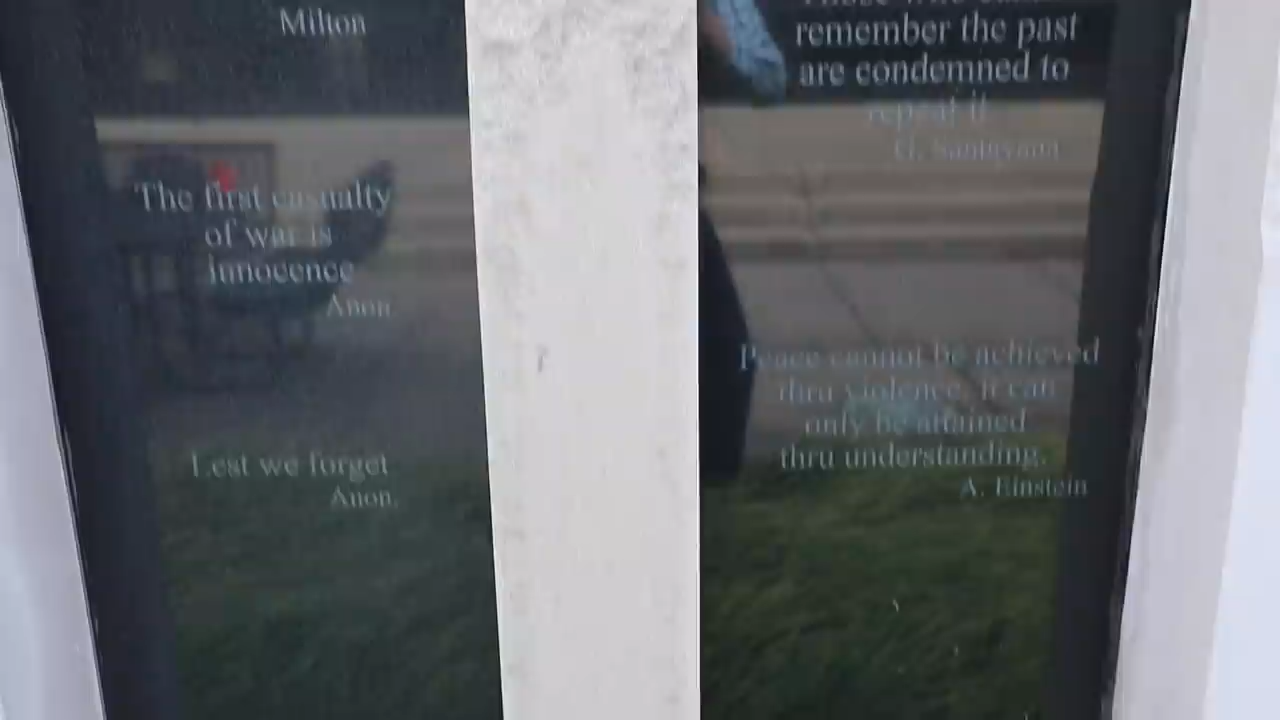 Milton
The first casualty
of war is
innocence
Anon.
Lest we forget
Anon.
remember the past
are condemned to
repeat it
G. Santayana
Peace cannot be achieved
thru violence, it can
only be attained
thru understanding.
A. Einstein